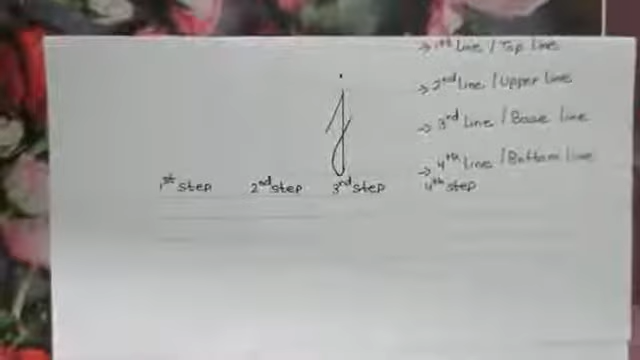 → 1st line / Top line
→ 2nd line / Upper line
j
→ 3rd line / Base line
→ 4th line / Bottom line
1st step 2nd step 3rd step 4th step